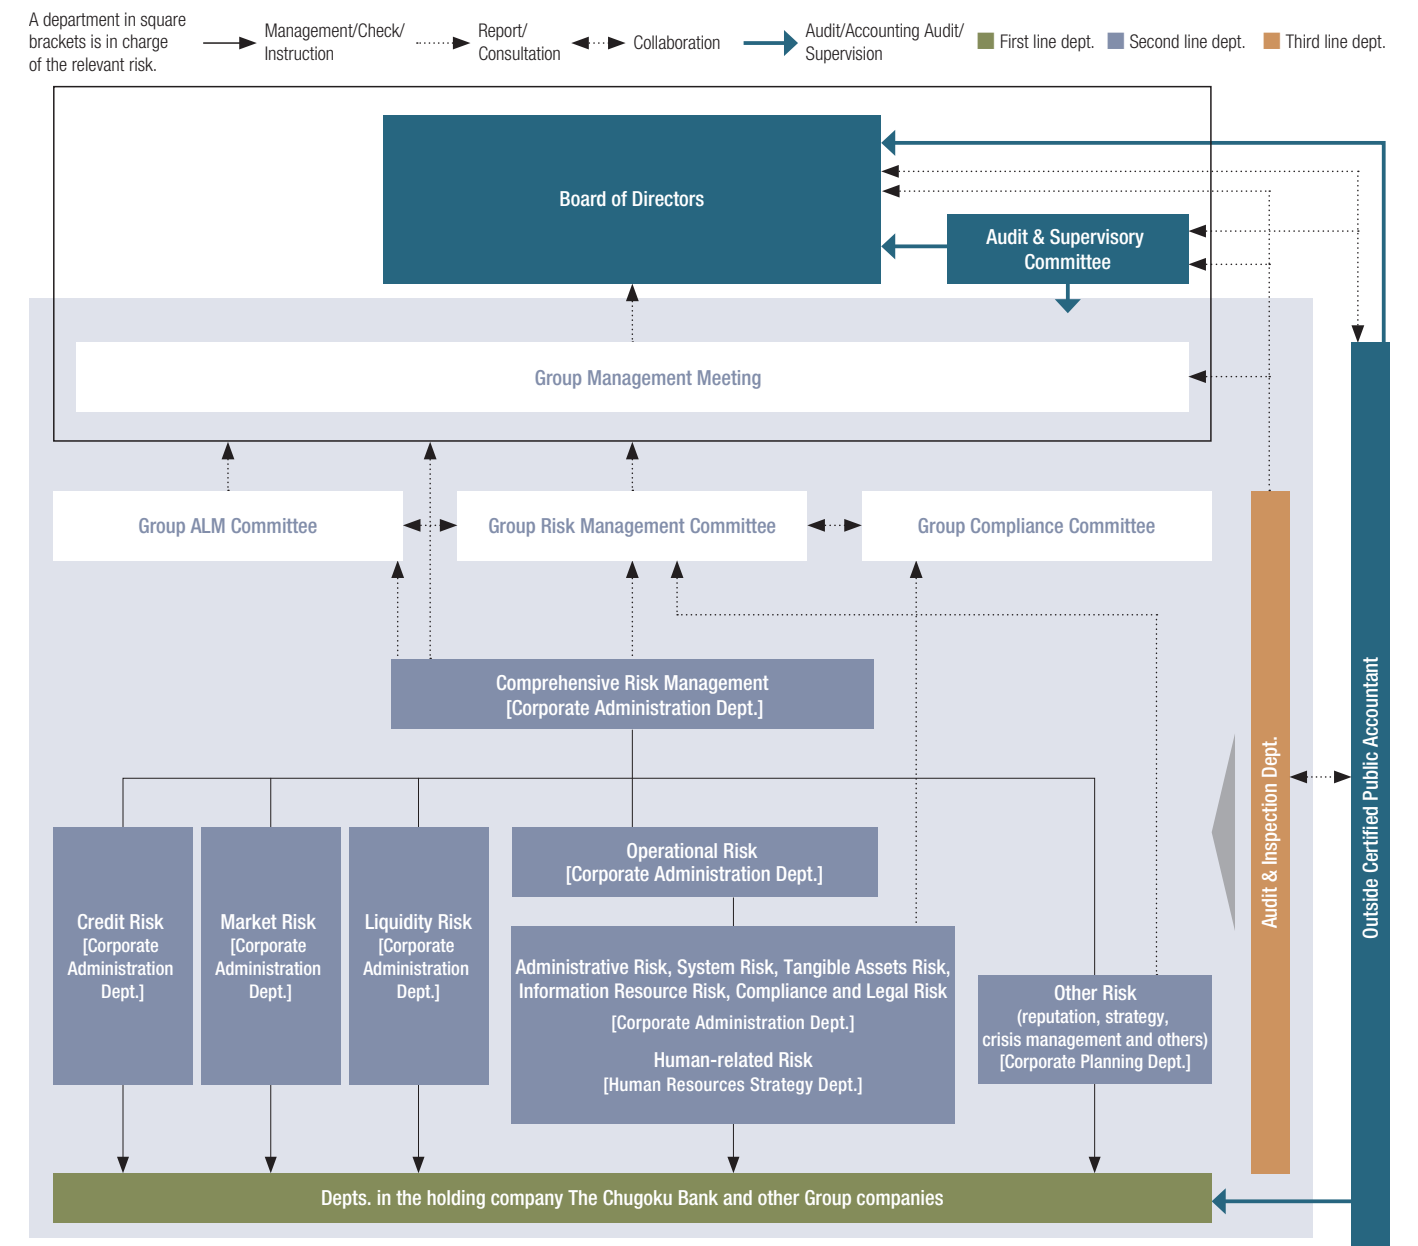 A department in square
brackets is in charge
of the relevant risk.
Management/Check/
Instruction
Report/
Consultation
Collaboration
Audit/Accounting Audit/
Supervision
First line dept.
Second line dept.
Third line dept.
Board of Directors
Audit & Supervisory
Committee
Group Management Meeting
Group ALM Committee
Group Risk Management Committee
Group Compliance Committee
Comprehensive Risk Management
[Corporate Administration Dept.]
Credit Risk
[Corporate
Administration
Dept.]
Market Risk
[Corporate
Administration
Dept.]
Liquidity Risk
[Corporate
Administration
Dept.]
Operational Risk
[Corporate Administration Dept.]
Administrative Risk, System Risk, Tangible Assets Risk,
Information Resource Risk, Compliance and Legal Risk
[Corporate Administration Dept.]
Human-related Risk
[Human Resources Strategy Dept.]
Other Risk
(reputation, strategy,
crisis management and others)
[Corporate Planning Dept.]
Audit & Inspection Dept.
Outside Certified Public Accountant
Depts. in the holding company The Chugoku Bank and other Group companies